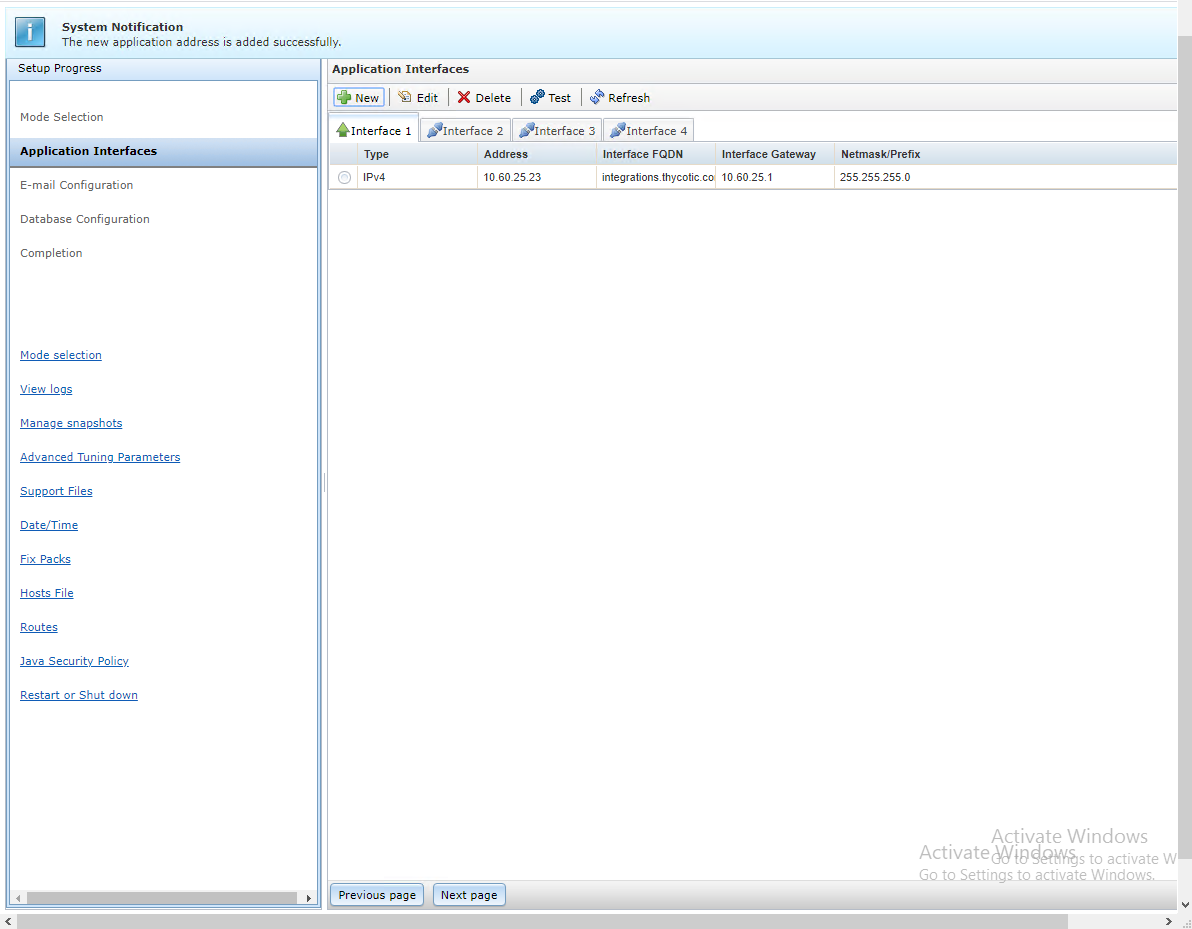 System Notification
The new application address is added successfully.
Setup Progress
Mode Selection
Application Interfaces
E-mail Configuration
Database Configuration
Completion
Mode selection
View logs
Manage snapshots
Advanced Tuning Parameters
Support Files
Date/Time
Fix Packs
Hosts File
Routes
Java Security Policy
Restart or Shut down
Application Interfaces
New Edit Delete Test Refresh
Interface 1 Interface 2 Interface 3 Interface 4
Type Address Interface FQDN Interface Gateway Netmask/Prefix
IPv4 10.60.25.23 integrations.thycotic.co 10.60.25.1 255.255.255.0
Activate Windows
Go to Settings to activate W
Activate Windows
Go to Settings to activate Windows.
Previous page Next page